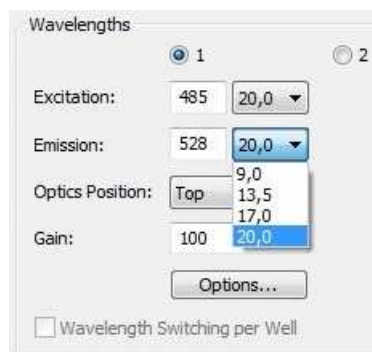 Wavelengths
1 2
Excitation: 485 20,0
Emission: 528 20,0
9,0
Optics Position: Top 13,5
17,0
Gain: 100 20,0
Options...
Wavelength Switching per Well